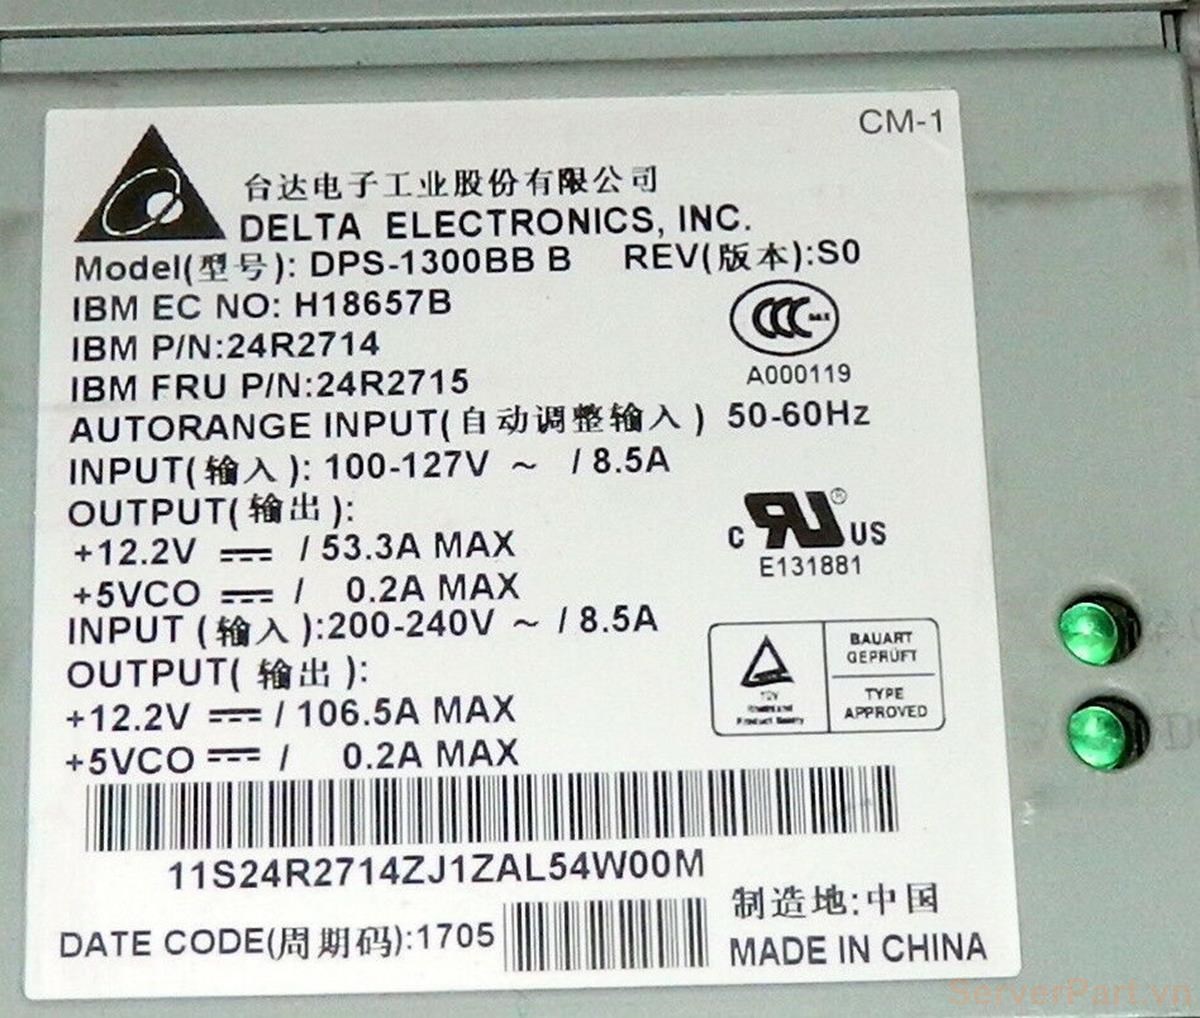 CM-1
台达电子工业股份有限公司
DELTA ELECTRONICS, INC.
Model(型号): DPS-1300BB B REV(版本):S0
IBM EC NO: H18657B
IBM P/N:24R2714
A000119
IBM FRU P/N:24R2715
AUTORANGE INPUT(自动调整输入) 50-60Hz
INPUT(输入): 100-127V ~ / 8.5A
OUTPUT(输出):
+12.2V ⎓ / 53.3A MAX
C UR ® US
E131881
+5VCO ⎓ / 0.2A MAX
INPUT (输入):200-240V ~ / 8.5A
OUTPUT(输出):
+12.2V ⎓ / 106.5A MAX
+5VCO ⎓ / 0.2A MAX
BAUART
GEPRÜFT
TYPE
APPROVED
TÜV
Product Safety
11S24R2714ZJ1ZAL54W00M
制造地:中国
DATE CODE(周期码):1705
MADE IN CHINA
ServerPart.vn